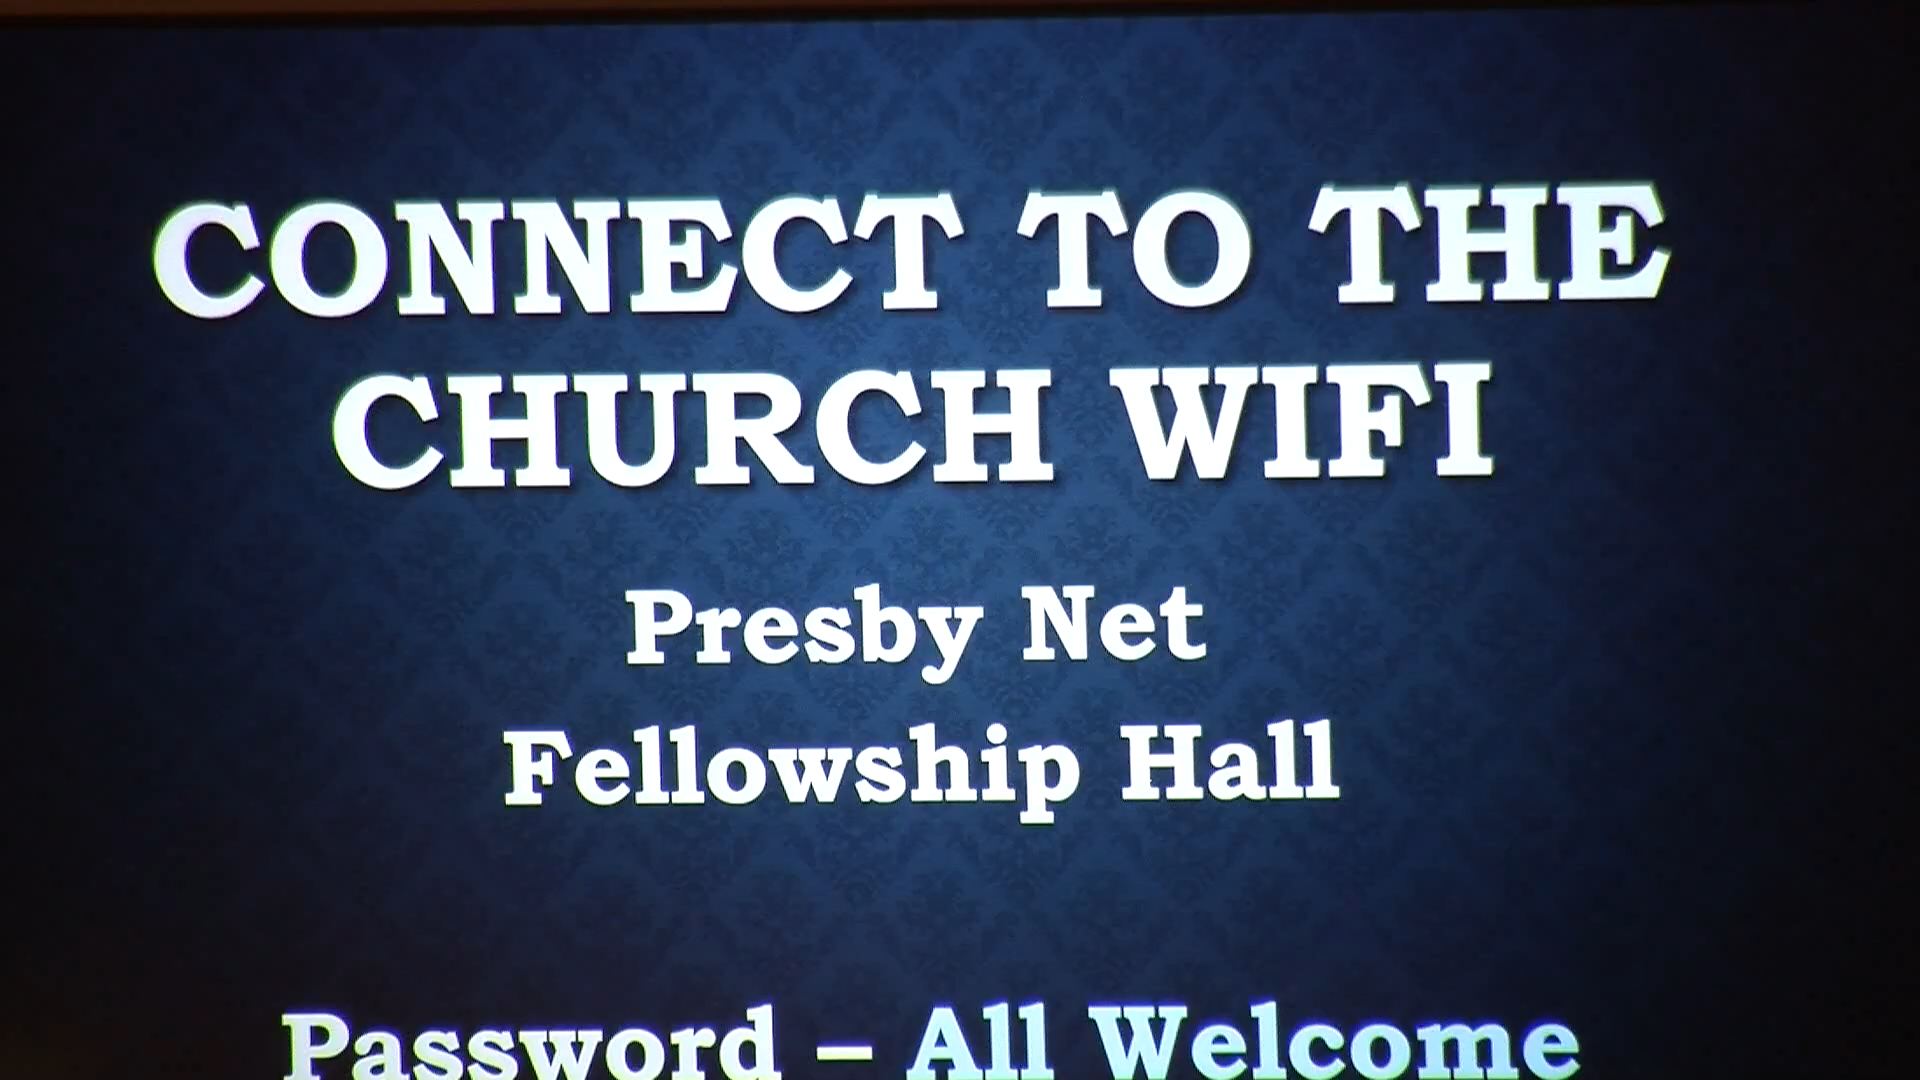 CONNECT TO THE
CHURCH WIFI
Presby Net
Fellowship Hall
Password – All Welcome